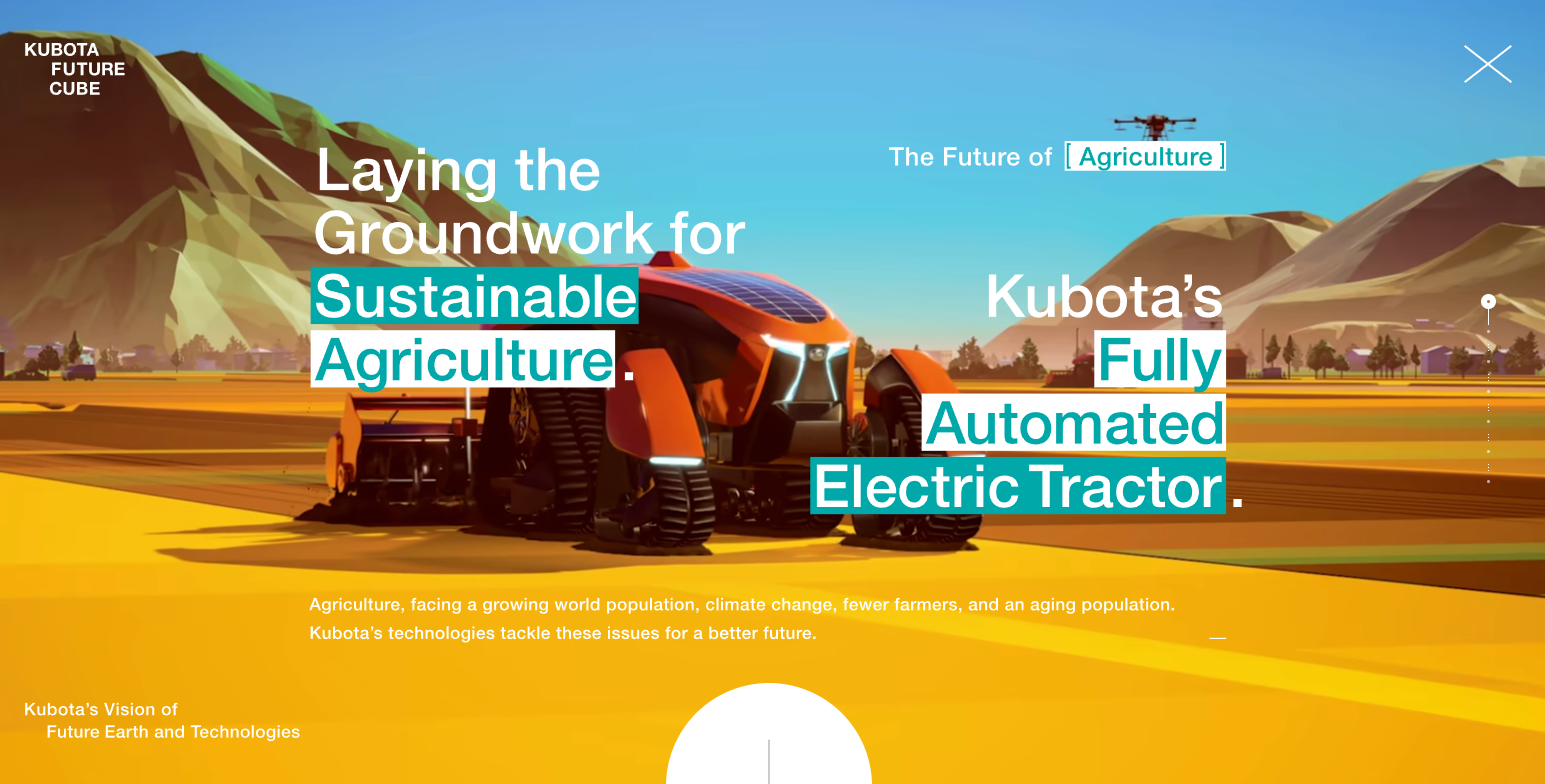 KUBOTA
FUTURE
CUBE
Laying the
Groundwork for
Sustainable
Agriculture.
The Future of [ Agriculture ]
Kubota’s
Fully
Automated
Electric Tractor.
Agriculture, facing a growing world population, climate change, fewer farmers, and an aging population.
Kubota’s technologies tackle these issues for a better future.
Kubota’s Vision of
Future Earth and Technologies